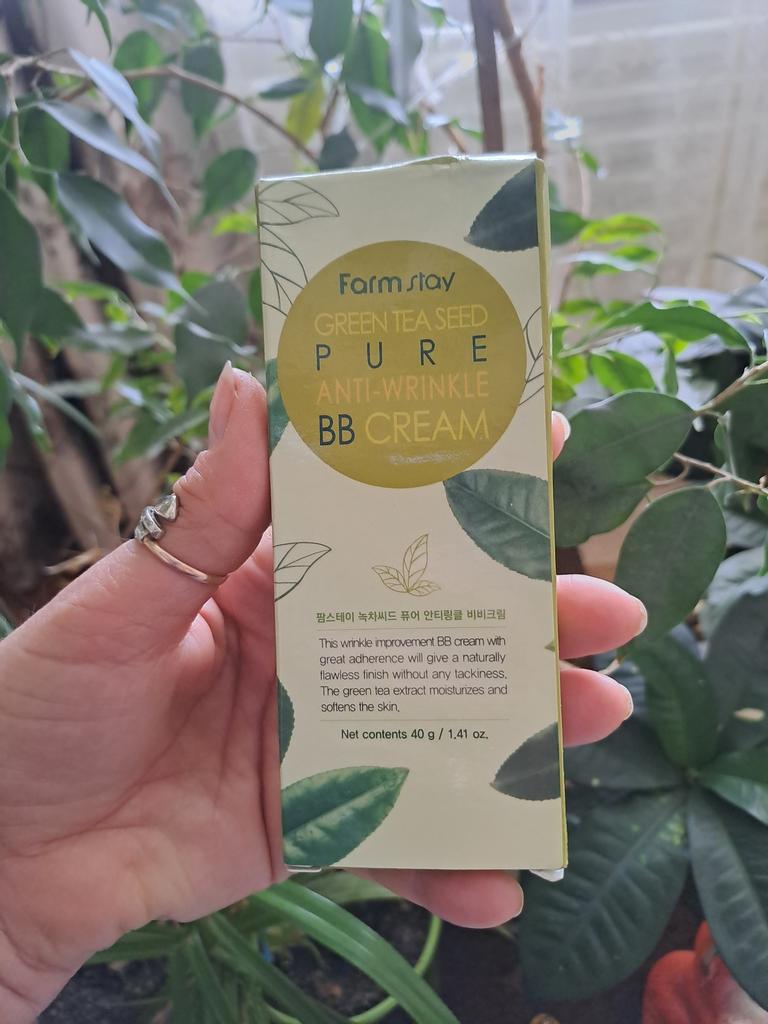 Farmstay
GREEN TEA SEED
PURE
ANTI-WRINKLE
BB CREAM
팜스테이 녹차씨드 퓨어 안티링클 비비크림
This wrinkle improvement BB cream with
great adherence will give a naturally
flawless finish without any tackiness.
The green tea extract moisturizes and
softens the skin.
Net contents 40 g / 1.41 oz.